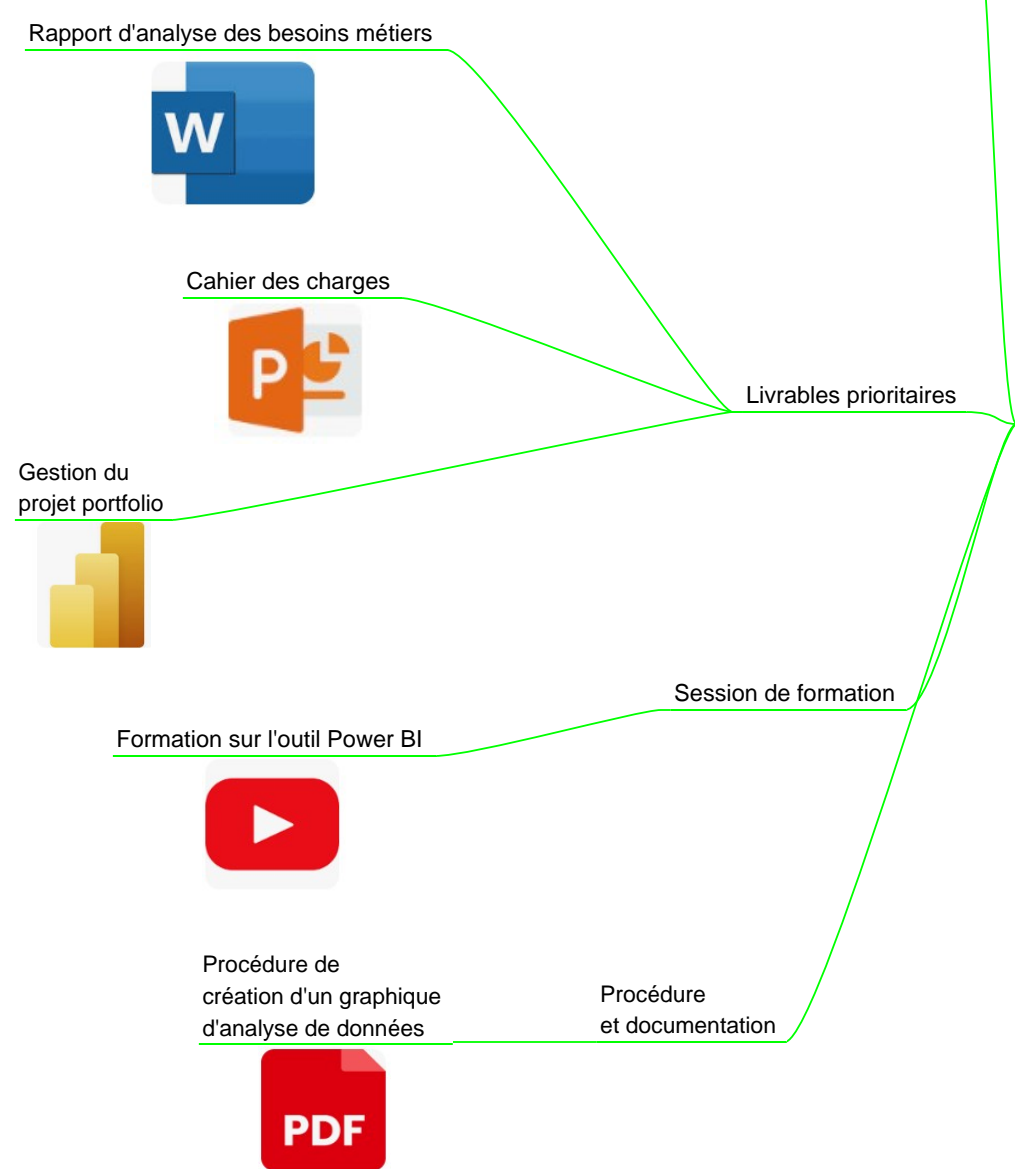 Rapport d'analyse des besoins métiers
W
Cahier des charges
P
Livrables prioritaires
Gestion du
projet portfolio
Session de formation
Formation sur l'outil Power BI
Procédure de
création d'un graphique
d'analyse de données
Procédure
et documentation
PDF